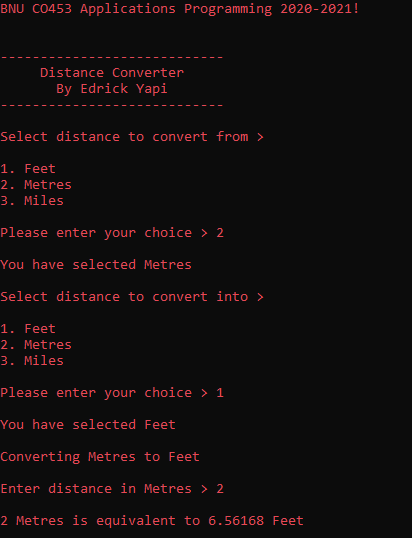 BNU CO453 Applications Programming 2020-2021!
----------------------------
Distance Converter
By Edrick Yapi
----------------------------
Select distance to convert from >
1. Feet
2. Metres
3. Miles
Please enter your choice > 2
You have selected Metres
Select distance to convert into >
1. Feet
2. Metres
3. Miles
Please enter your choice > 1
You have selected Feet
Converting Metres to Feet
Enter distance in Metres > 2
2 Metres is equivalent to 6.56168 Feet